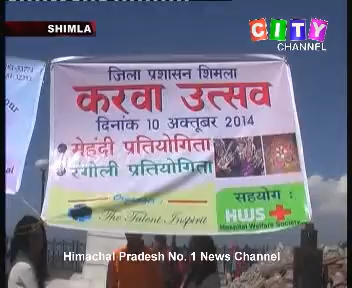 SHIMLA
CITY
CHANNEL
जिला प्रशासन शिमला
करवा उत्सव
दिनांक 10 अक्तूबर 2014
• मेहंदी प्रतियोगिता
• रंगोली प्रतियोगिता
The Talent Inspirit
सहयोग :
HWS
Hospital Welfare Society
Himachal Pradesh No. 1 News Channel